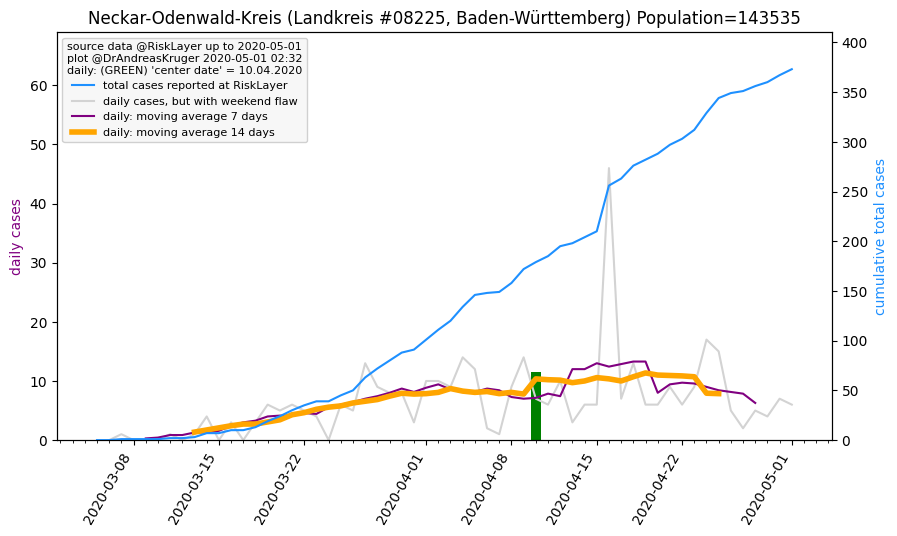 Neckar-Odenwald-Kreis (Landkreis #08225, Baden-Württemberg) Population=143535
source data @RiskLayer up to 2020-05-01
plot @DrAndreasKruger 2020-05-01 02:32
daily: (GREEN) 'center date' = 10.04.2020
total cases reported at RiskLayer
daily cases, but with weekend flaw
daily: moving average 7 days
daily: moving average 14 days
daily cases
0
10
20
30
40
50
60
cumulative total cases
0
50
100
150
200
250
300
350
400
2020-03-08
2020-03-15
2020-03-22
2020-04-01
2020-04-08
2020-04-15
2020-04-22
2020-05-01